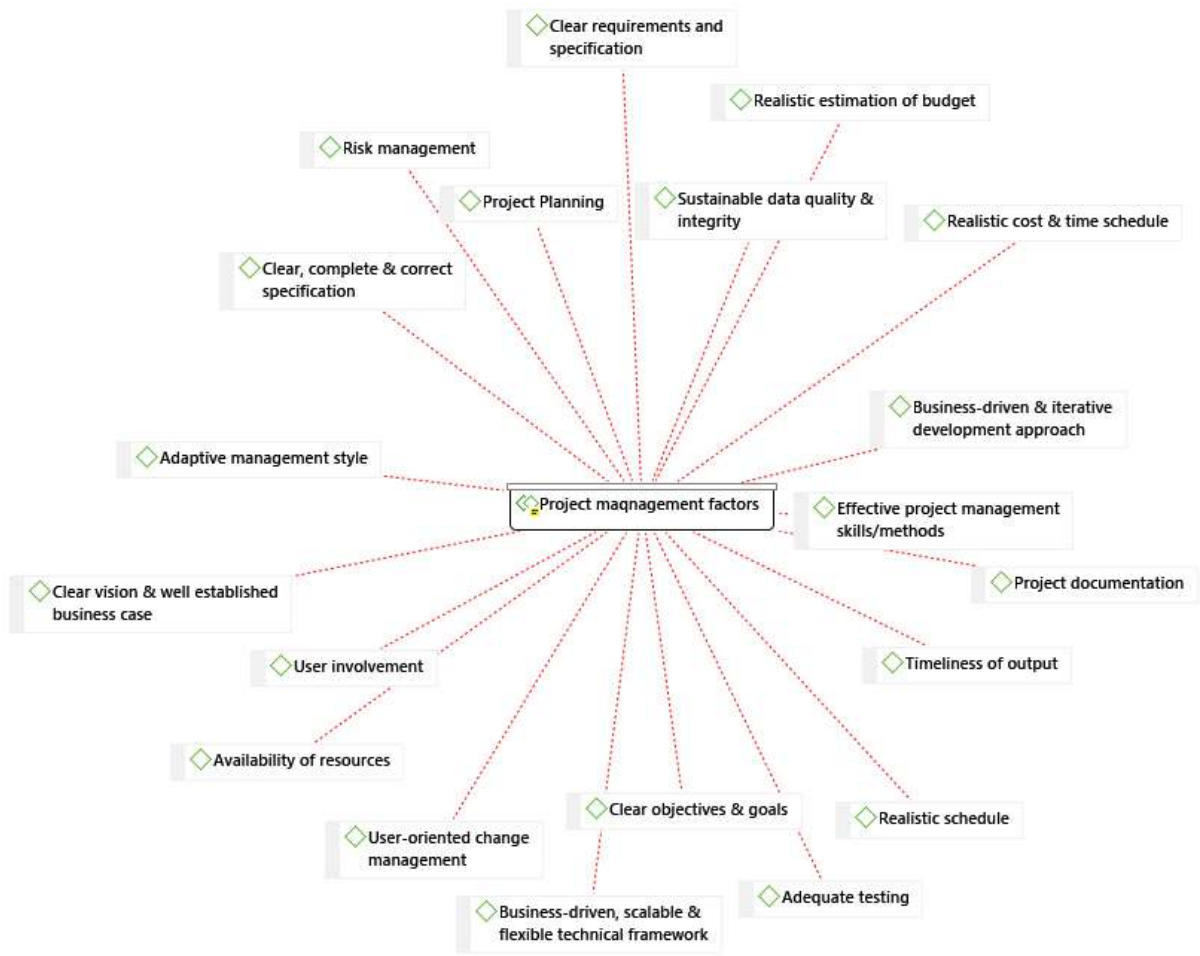 Clear requirements and
specification
Realistic estimation of budget
Risk management
Project Planning
Sustainable data quality &
integrity
Realistic cost & time schedule
Clear, complete & correct
specification
Business-driven & iterative
development approach
Adaptive management style
Project maqnagement factors
Effective project management
skills/methods
Clear vision & well established
business case
Project documentation
User involvement
Timeliness of output
Availability of resources
Clear objectives & goals
Realistic schedule
User-oriented change
management
Adequate testing
Business-driven, scalable &
flexible technical framework